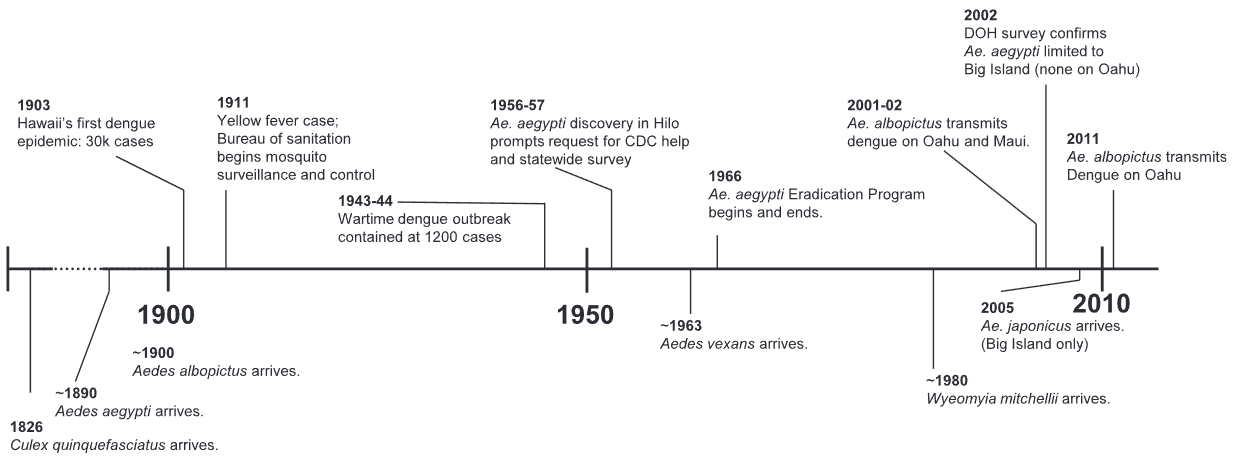 2002
DOH survey confirms
Ae. aegypti limited to
Big Island (none on Oahu)
1903
Hawaii's first dengue
epidemic: 30k cases
1911
Yellow fever case;
Bureau of sanitation
begins mosquito
surveillance and control
1943-44
Wartime dengue outbreak
contained at 1200 cases
1956-57
Ae. aegypti discovery in Hilo
prompts request for CDC help
and statewide survey
1966
Ae. aegypti Eradication Program
begins and ends.
2001-02
Ae. albopictus transmits
dengue on Oahu and Maui.
2011
Ae. albopictus transmits
Dengue on Oahu
1900
1950
2010
1826
Culex quinquefasciatus arrives.
~1890
Aedes aegypti arrives.
~1900
Aedes albopictus arrives.
~1963
Aedes vexans arrives.
~1980
Wyeomyia mitchellii arrives.
2005
Ae. japonicus arrives.
(Big Island only)